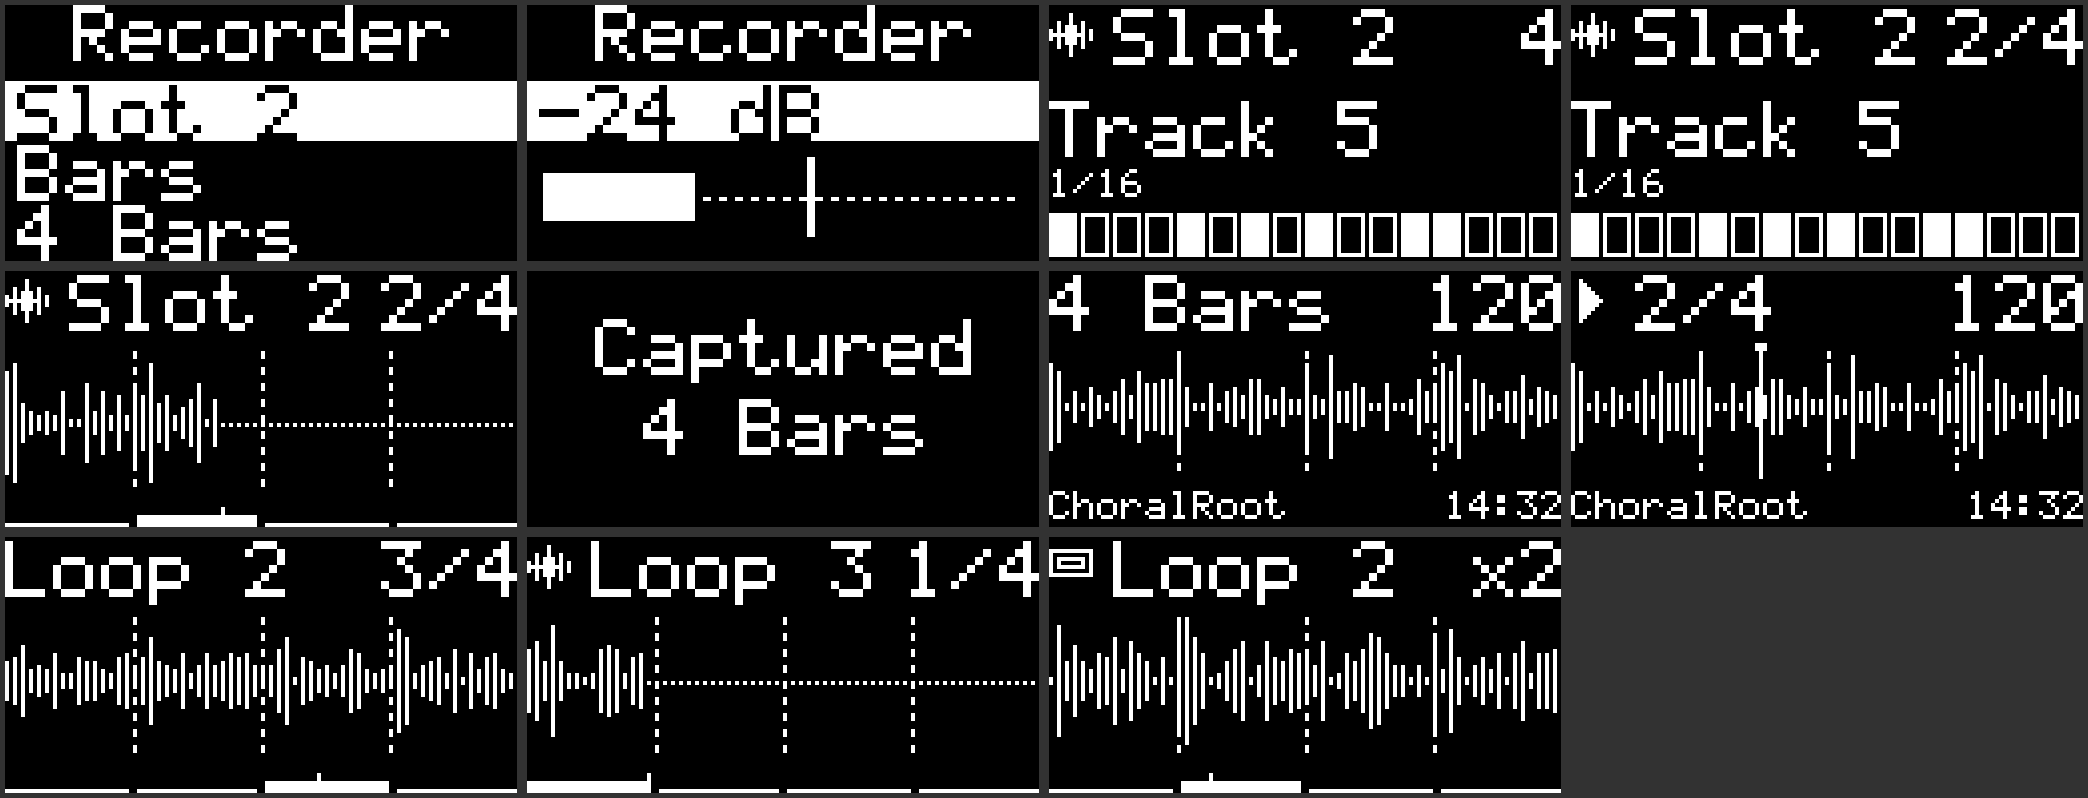 Recorder
Slot 2
Bars
4 Bars
Recorder
-24 dB
Slot 2 4
Track 5
1/16
Slot 2 2/4
Track 5
1/16
Slot 2 2/4
Captured
4 Bars
4 Bars 120
ChoralRoot 14:32
2/4 120
ChoralRoot 14:32
Loop 2 3/4
Loop 3 1/4
Loop 2 x2